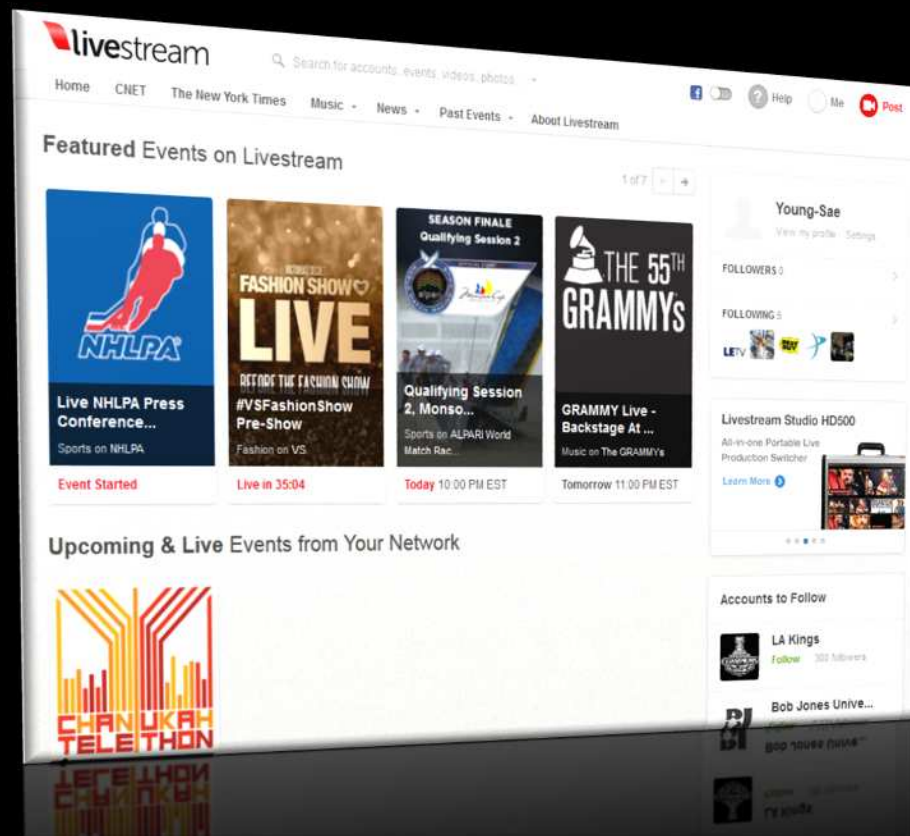 livestream
Search for accounts, events, videos, photos
Help
Me
Post
Home
CNET
The New York Times
Music
News
Past Events
About Livestream
Featured Events on Livestream
1 of 7
NHLPA
Live NHLPA Press
Conference...
Sports on NHLPA
Event Started
FASHION SHOW
LIVE
BEFORE THE FASHION SHOW
#VSFashionShow
Pre-Show
Fashion on VS
Live in 35:04
SEASON FINALE
Qualifying Session 2
Qualifying Session
2, Monso...
Sports on ALPARI World
Match Rac...
Today 10:00 PM EST
THE 55TH
GRAMMYs
GRAMMY Live -
Backstage At ...
Music on The GRAMMYs
Tomorrow 11:00 PM EST
Young-Sae
View my profile
Settings
FOLLOWERS 0
FOLLOWING 5
LETV
BEST BUY
Livestream Studio HD500
All-in-one Portable Live
Production Switcher
Learn More
Upcoming & Live Events from Your Network
CHANUKAH
TELETHON
Accounts to Follow
LA Kings
Follow
Bob Jones Unive...